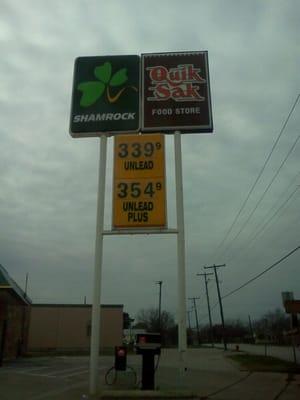 SHAMROCK
Quik
Sak
FOOD STORE
339⁹
UNLEAD
354⁹
UNLEAD
PLUS